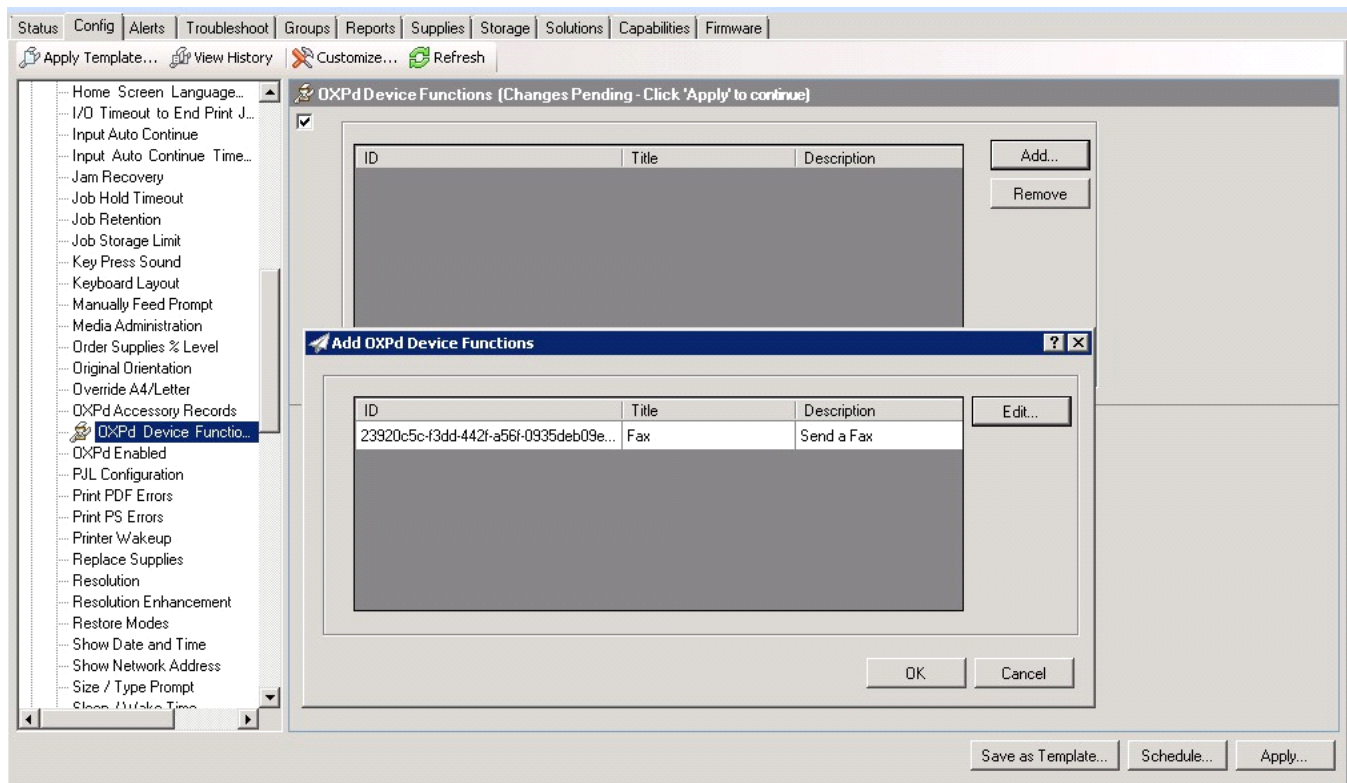 Status Config Alerts Troubleshoot Groups Reports Supplies Storage Solutions Capabilities Firmware
Apply Template... View History Customize... Refresh
Home Screen Language...
I/O Timeout to End Print J...
Input Auto Continue
Input Auto Continue Time...
Jam Recovery
Job Hold Timeout
Job Retention
Job Storage Limit
Key Press Sound
Keyboard Layout
Manually Feed Prompt
Media Administration
Order Supplies % Level
Original Orientation
Override A4/Letter
OXPd Accessory Records
OXPd Device Functio...
OXPd Enabled
PJL Configuration
Print PDF Errors
Print PS Errors
Printer Wakeup
Replace Supplies
Resolution
Resolution Enhancement
Restore Modes
Show Date and Time
Show Network Address
Size / Type Prompt
Sleep / Wake Time
OXPd Device Functions (Changes Pending - Click 'Apply' to continue)
ID Title Description
Add...
Remove
Add OXPd Device Functions
ID Title Description
23920c5c-f3dd-442f-a56f-0935deb09e... Fax Send a Fax
Edit...
OK Cancel
Save as Template... Schedule... Apply...